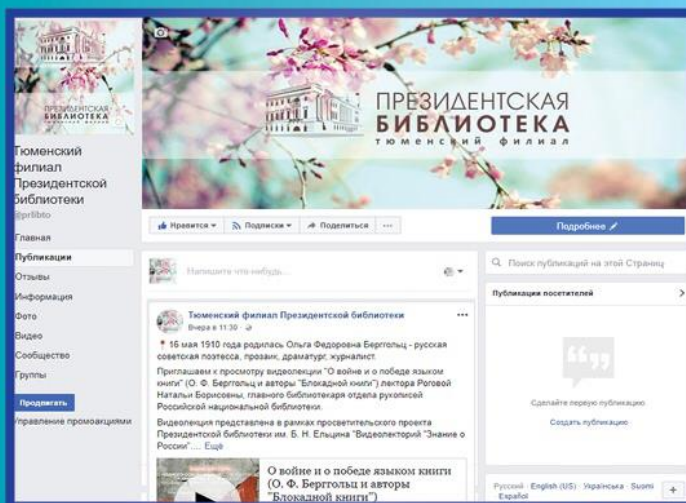 ПРЕЗИДЕНТСКАЯ
БИБЛИОТЕКА
тюменский филиал
ПРЕЗИДЕНТСКАЯ
БИБЛИОТЕКА
тюменский филиал
Тюменский
филиал
Президентской
библиотеки
@prlibto
Главная
Публикации
Отзывы
Информация
Фото
Видео
Сообщество
Группы
Продвигать
Управление промоакциями
Нравится
Подписки
Поделиться
Подробнее
Напишите что-нибудь...
Тюменский филиал Президентской библиотеки
Вчера в 11:30
16 мая 1910 года родилась Ольга Федоровна Берггольц - русская
советская поэтесса, прозаик, драматург, журналист.
Приглашаем к просмотру видеолекции "О войне и о победе языком
книги" (О. Ф. Берггольц и авторы "Блокадной книги") лектора Роговой
Натальи Борисовны, главного библиотекаря отдела рукописей
Российской национальной библиотеки.
Видеолекция представлена в рамках просветительского проекта
Президентской библиотеки им. Б. Н. Ельцина "Видеолекторий "Знание о
России".... Ещё
О войне и о победе языком книги
(О. Ф. Берггольц и авторы
"Блокадной книги")
Поиск публикаций на этой Странице
Публикации посетителей
Сделайте первую публикацию
Создать публикацию
Русский · English (US) · Українська · Suomi ·
Español